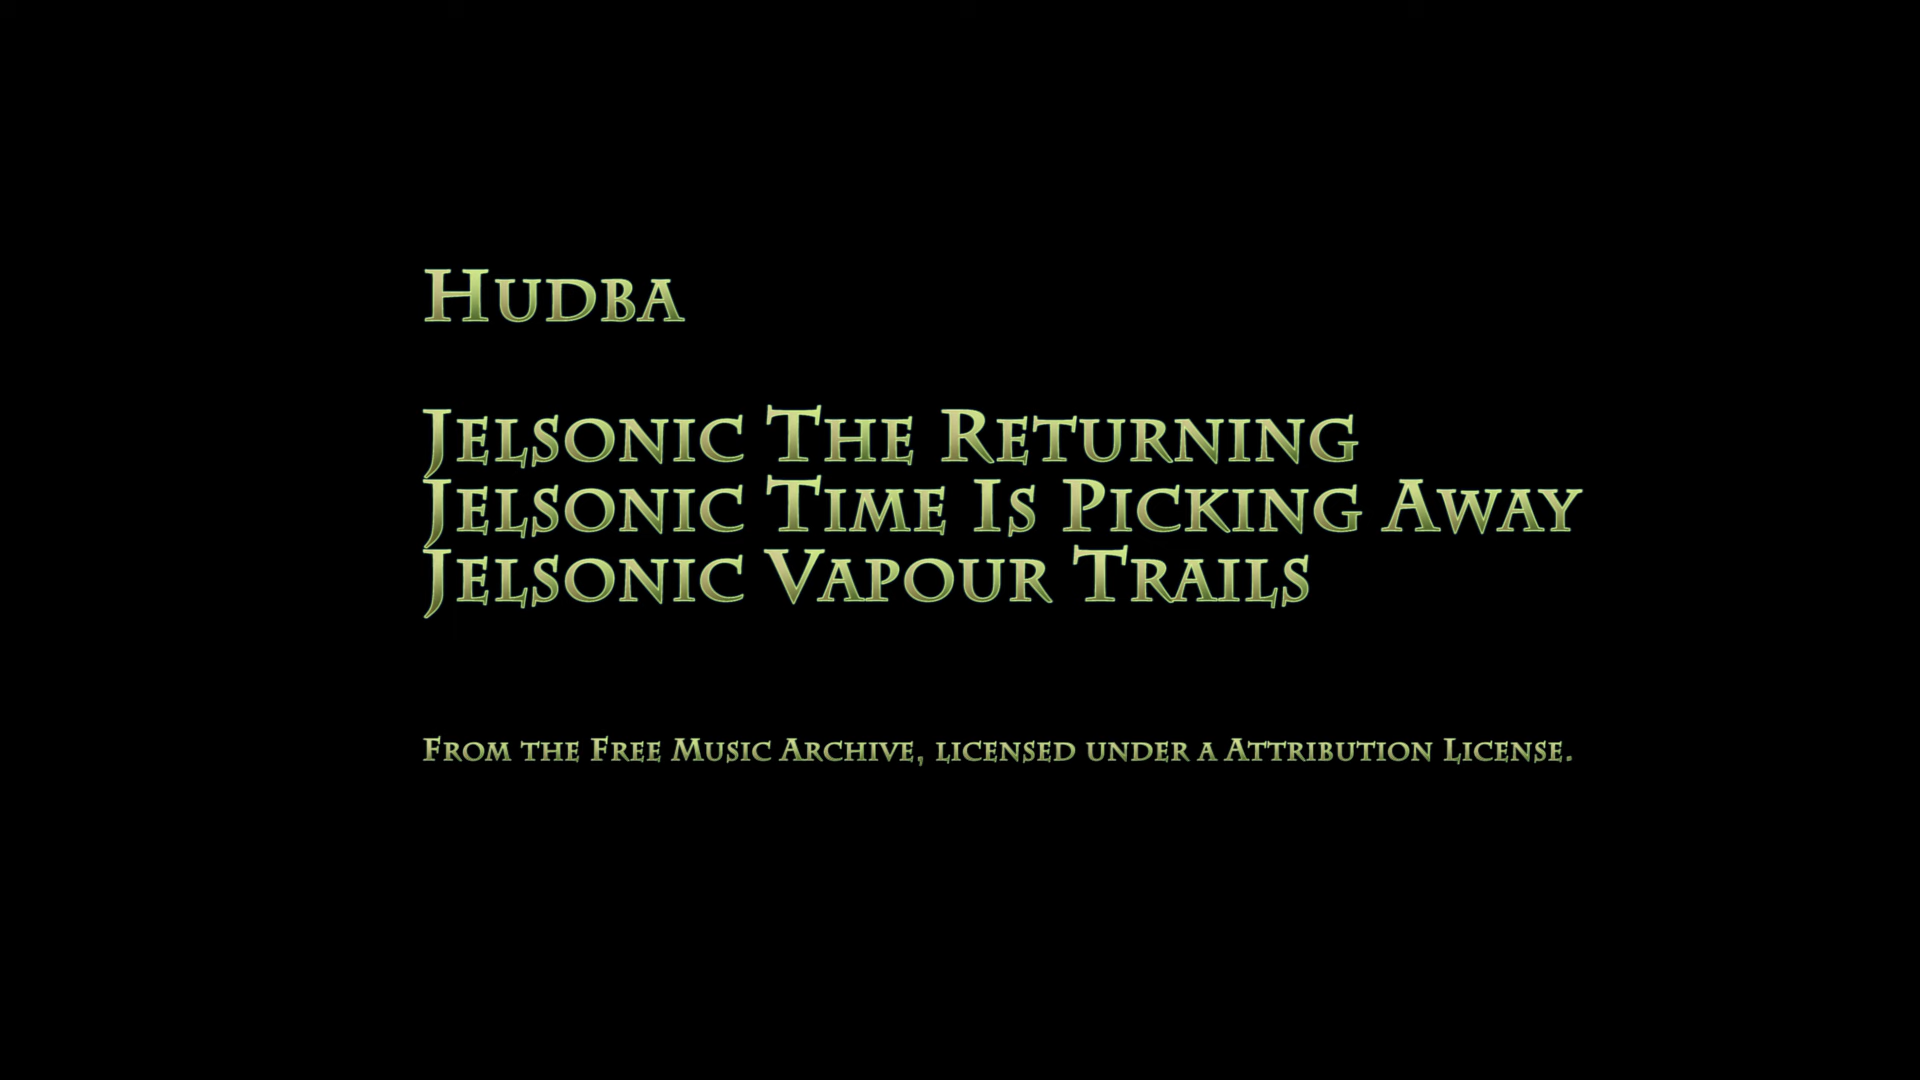 Hudba
Jelsonic The Returning
Jelsonic Time Is Picking Away
Jelsonic Vapour Trails
From the Free Music Archive, licensed under a Attribution License.